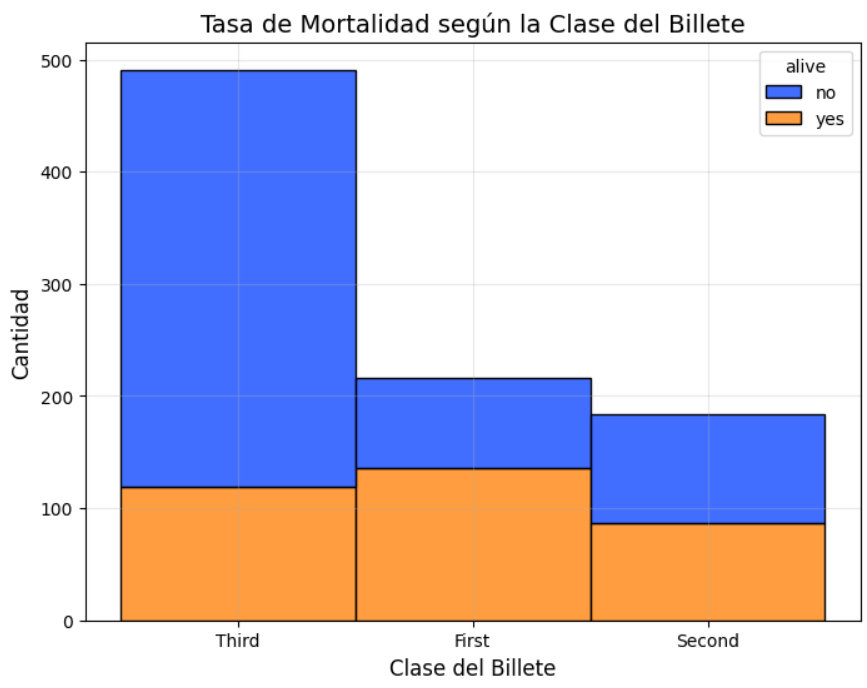 Tasa de Mortalidad según la Clase del Billete
alive
no
yes
500
400
300
200
100
0
Cantidad
Third First Second
Clase del Billete